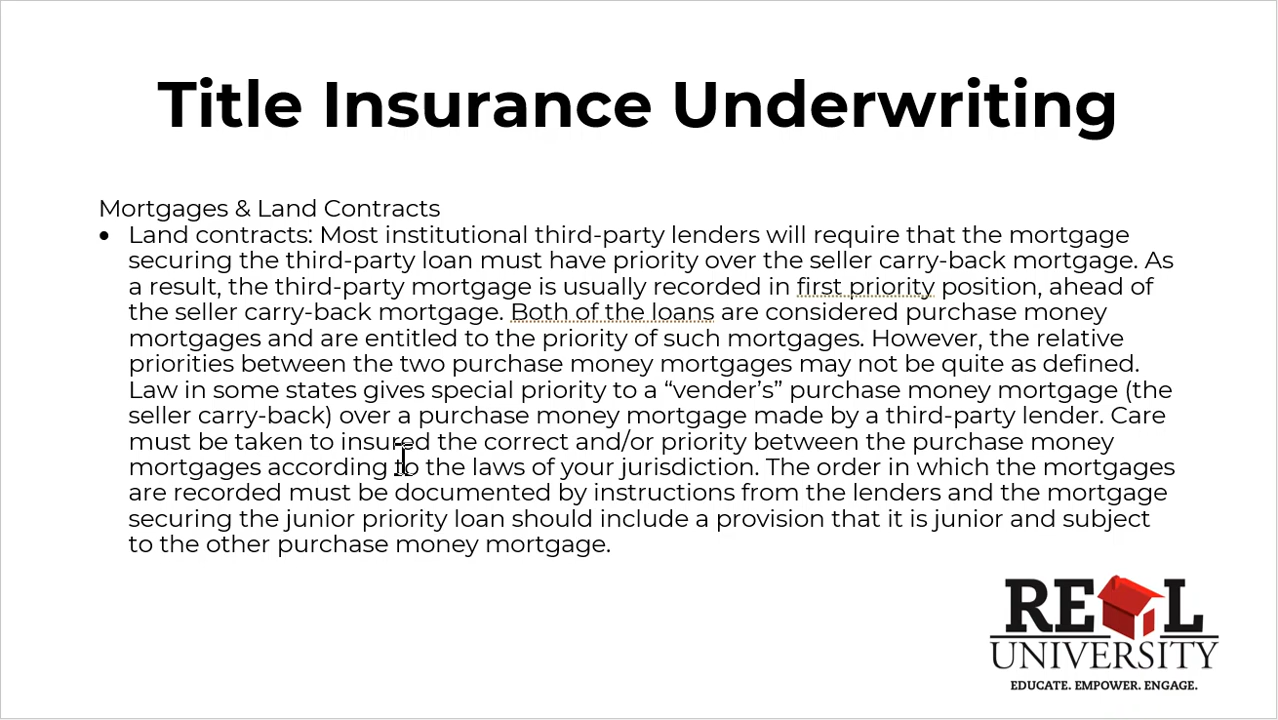 Title Insurance Underwriting
Mortgages & Land Contracts
• Land contracts: Most institutional third-party lenders will require that the mortgage
securing the third-party loan must have priority over the seller carry-back mortgage. As
a result, the third-party mortgage is usually recorded in first priority position, ahead of
the seller carry-back mortgage. Both of the loans are considered purchase money
mortgages and are entitled to the priority of such mortgages. However, the relative
priorities between the two purchase money mortgages may not be quite as defined.
Law in some states gives special priority to a “vender’s” purchase money mortgage (the
seller carry-back) over a purchase money mortgage made by a third-party lender. Care
must be taken to insured the correct and/or priority between the purchase money
mortgages according to the laws of your jurisdiction. The order in which the mortgages
are recorded must be documented by instructions from the lenders and the mortgage
securing the junior priority loan should include a provision that it is junior and subject
to the other purchase money mortgage.
RE L
UNIVERSITY
EDUCATE. EMPOWER. ENGAGE.